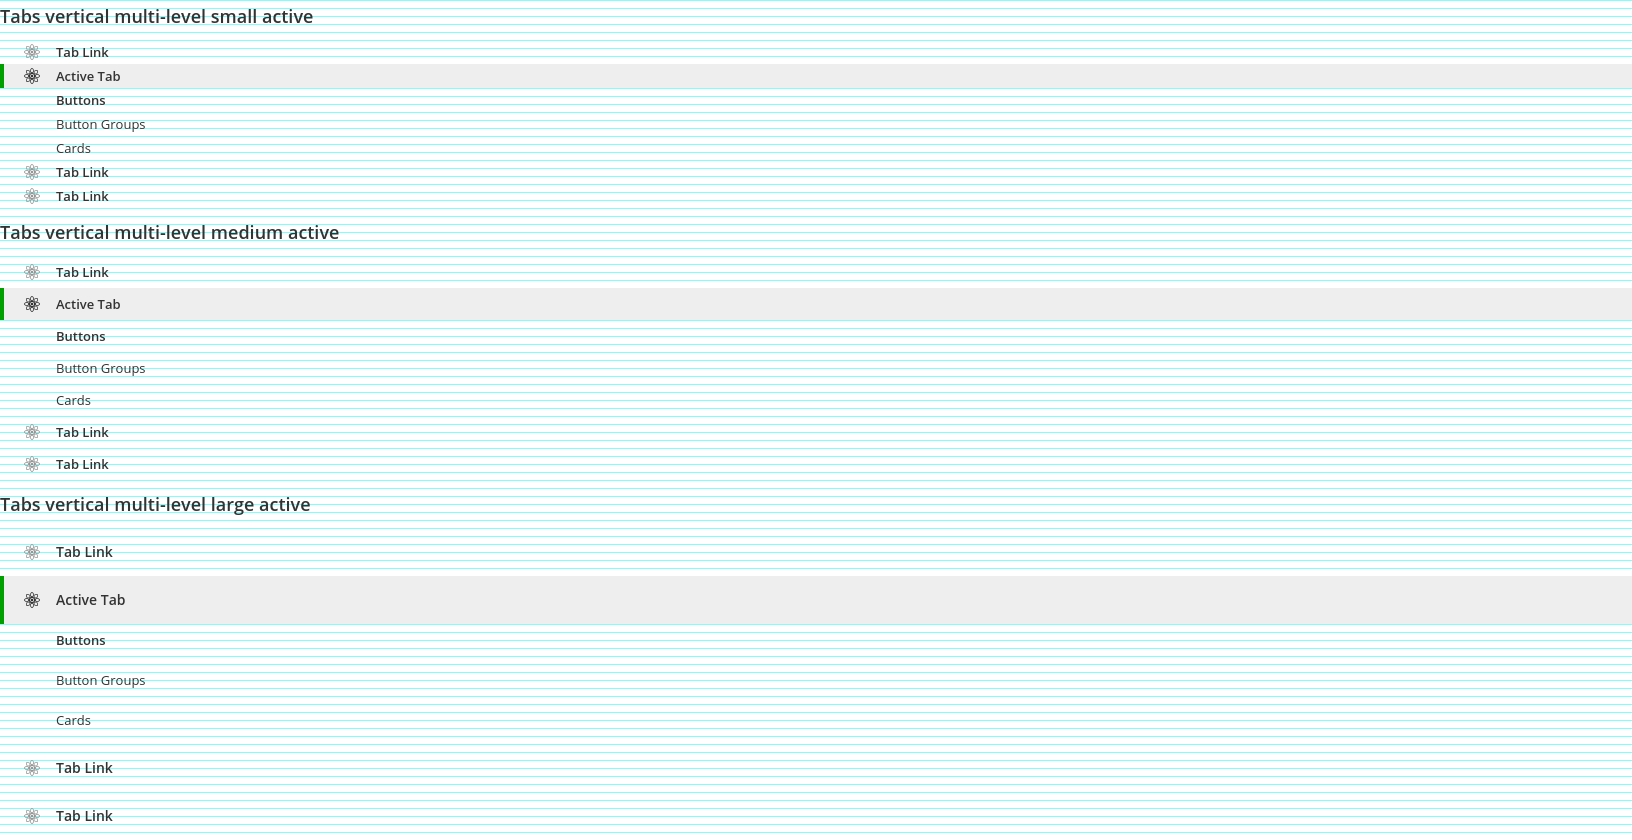 Tabs vertical multi-level small active
Tab Link
Active Tab
Buttons
Button Groups
Cards
Tab Link
Tab Link
Tabs vertical multi-level medium active
Tab Link
Active Tab
Buttons
Button Groups
Cards
Tab Link
Tab Link
Tabs vertical multi-level large active
Tab Link
Active Tab
Buttons
Button Groups
Cards
Tab Link
Tab Link